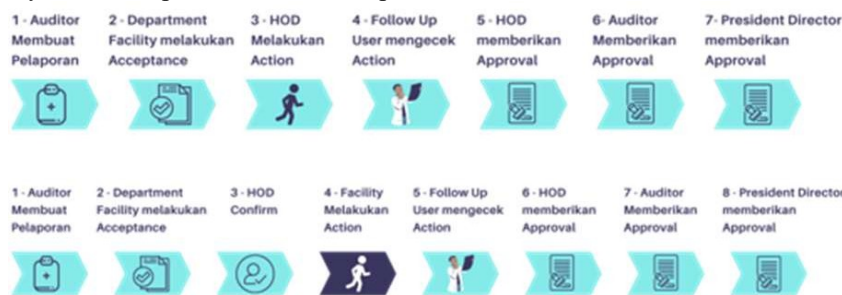 1 - Auditor Membuat Pelaporan
2 - Department Facility melakukan Acceptance
3 - HOD Melakukan Action
4 - Follow Up User mengecek Action
5 - HOD memberikan Approval
6- Auditor Memberikan Approval
7- President Director memberikan Approval
1 - Auditor Membuat Pelaporan
2 - Department Facility melakukan Acceptance
3 - HOD Confirm
4 - Facility Melakukan Action
5 - Follow Up User mengecek Action
6 - HOD memberikan Approval
7 - Auditor Memberikan Approval
8 - President Director memberikan Approval